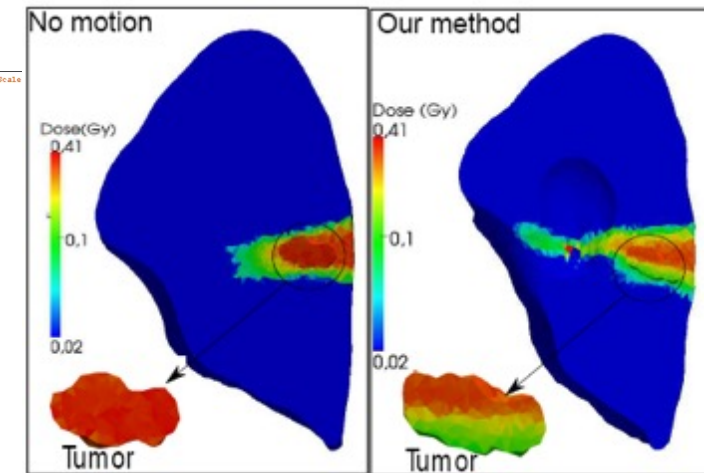 Scale
No motion
Dose(Gy)
0,41
0,1
0.02
Tumor
Our method
Dose (Gy)
0,41
0,1
0.02
Tumor